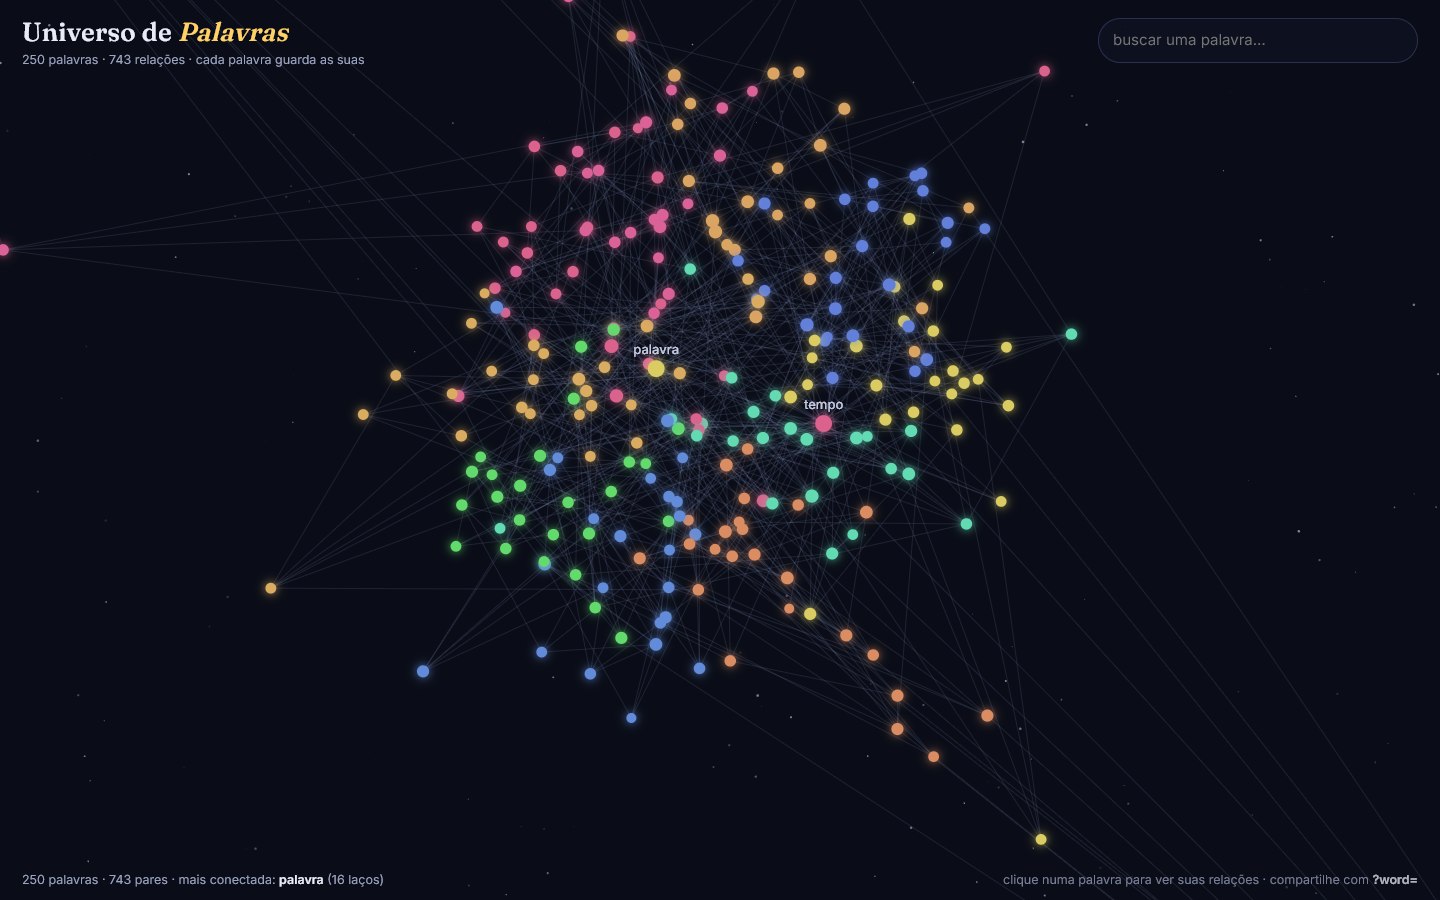 Universo de Palavras
250 palavras · 743 relações · cada palavra guarda as suas
buscar uma palavra...
palavra
tempo
250 palavras · 743 pares · mais conectada: palavra (16 laços)
clique numa palavra para ver suas relações · compartilhe com ?word=